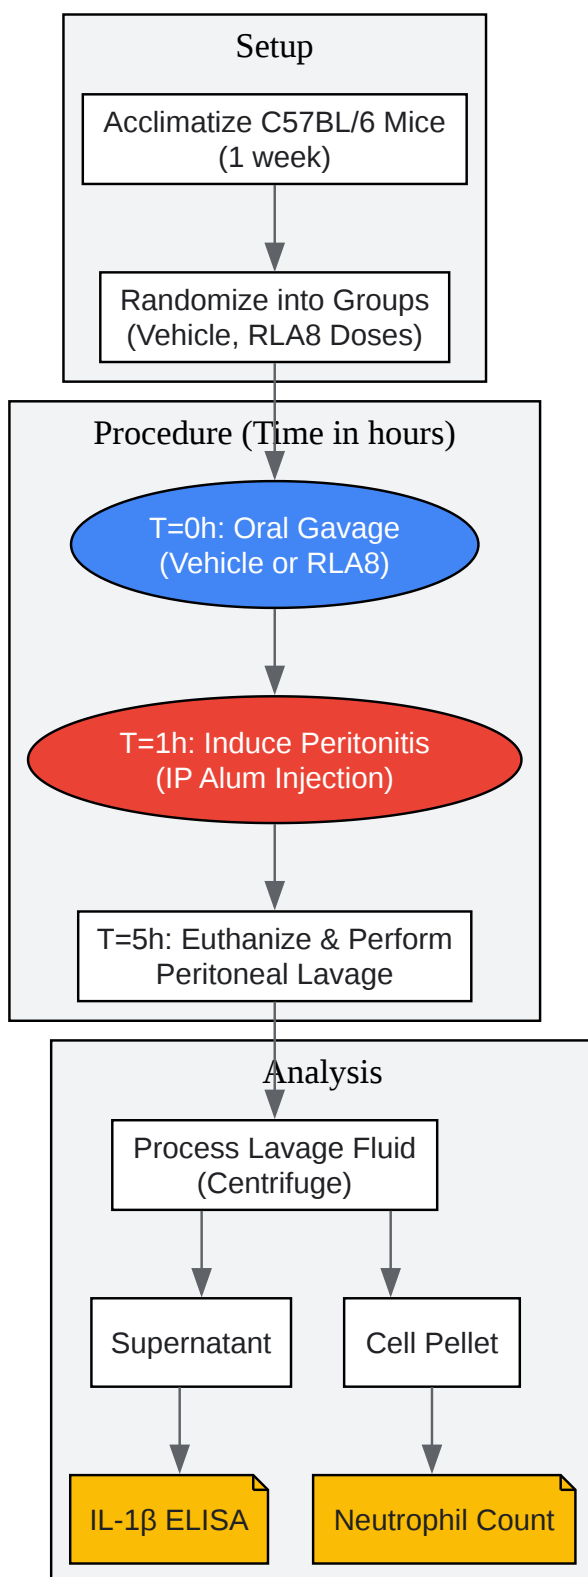 Setup
Acclimatize C57BL/6 Mice
(1 week)
Randomize into Groups
(Vehicle, RLA8 Doses)
Procedure (Time in hours)
T=0h: Oral Gavage
(Vehicle or RLA8)
T=1h: Induce Peritonitis
(IP Alum Injection)
T=5h: Euthanize & Perform
Peritoneal Lavage
Analysis
Process Lavage Fluid
(Centrifuge)
Supernatant
Cell Pellet
IL-1β ELISA
Neutrophil Count